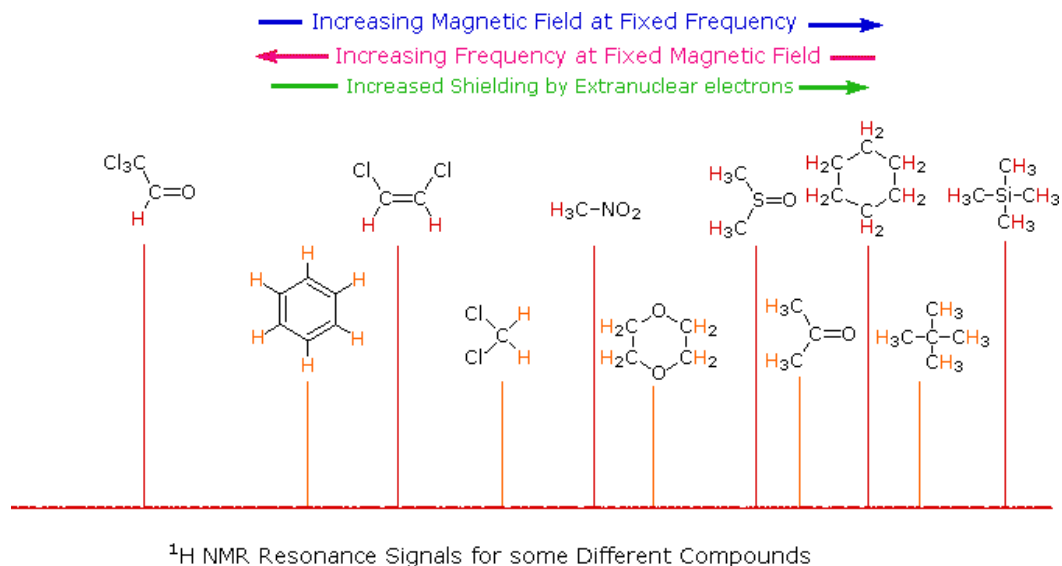 Increasing Magnetic Field at Fixed Frequency
Increasing Frequency at Fixed Magnetic Field
Increased Shielding by Extranuclear electrons
Cl3C
C=O
H
Cl Cl
C=C
H H
H3C−NO2
H3C
S=O
H3C
H2
C
H2C CH2
H2C CH2
C
H2
CH3
H3C−Si−CH3
CH3
H
H H
H H
H
Cl H
C
Cl H
O
H2C CH2
H2C CH2
O
H3C
C=O
H3C
CH3
H3C−C−CH3
CH3
1H NMR Resonance Signals for some Different Compounds